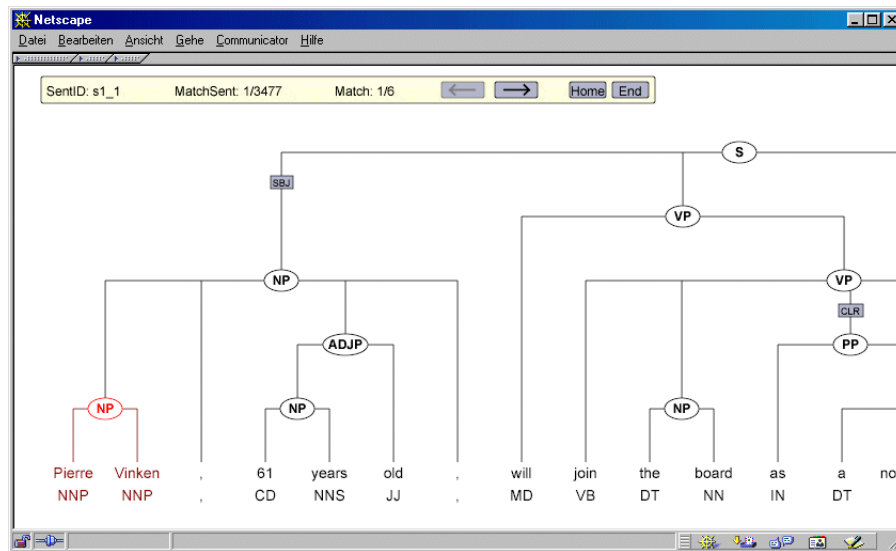 Netscape
Datei Bearbeiten Ansicht Gehe Communicator Hilfe
SentID: s1_1 MatchSent: 1/3477 Match: 1/6 Home End
S
SBJ
VP
NP VP
CLR
ADJP PP
NP NP NP
Pierre Vinken , 61 years old , will join the board as a no
NNP NNP , CD NNS JJ , MD VB DT NN IN DT